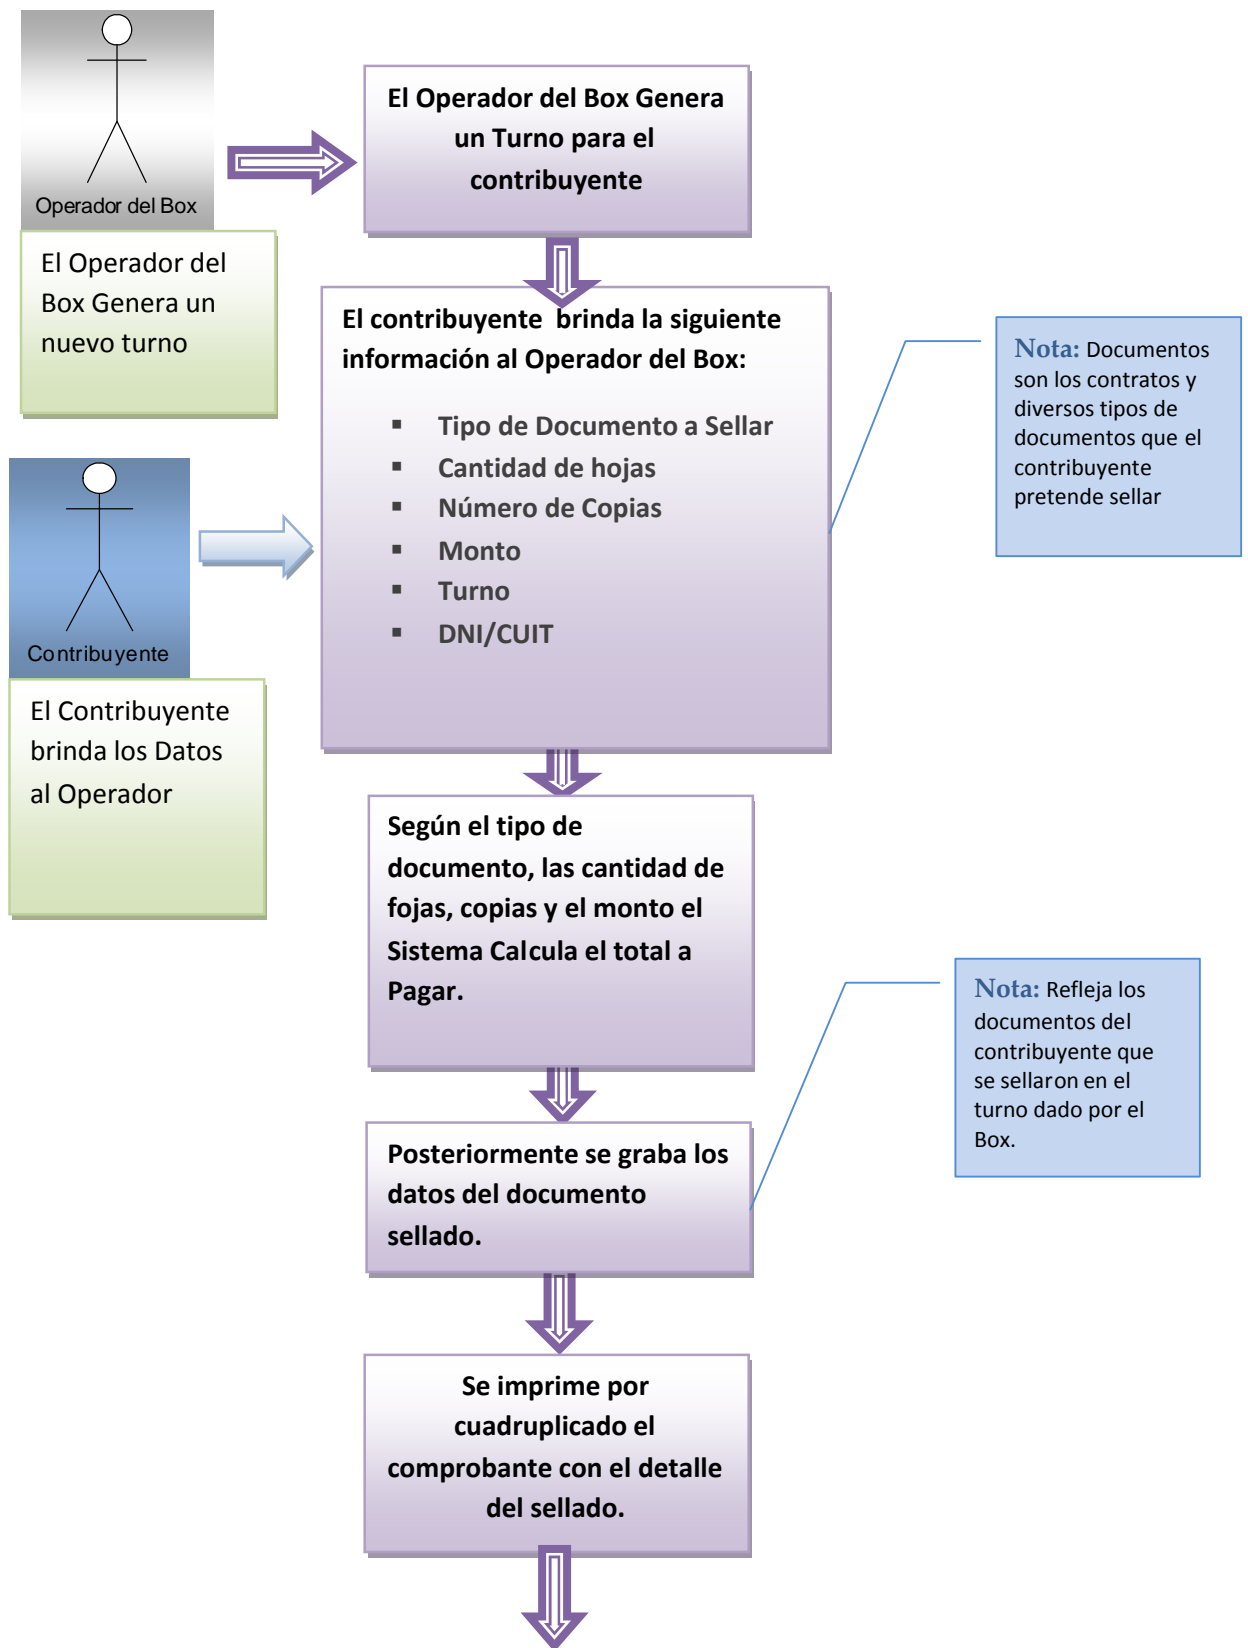 Operador del Box
El Operador del
Box Genera un
nuevo turno
El Operador del Box Genera
un Turno para el
contribuyente
El contribuyente  brinda la siguiente
información al Operador del Box:
▪ Tipo de Documento a Sellar
▪ Cantidad de hojas
▪ Número de Copias
▪ Monto
▪ Turno
▪ DNI/CUIT
Nota: Documentos
son los contratos y
diversos tipos de
documentos que el
contribuyente
pretende sellar
Contribuyente
El Contribuyente
brinda los Datos
al Operador
Según el tipo de
documento, las cantidad de
fojas, copias y el monto el
Sistema Calcula el total a
Pagar.
Nota: Refleja los
documentos del
contribuyente que
se sellaron en el
turno dado por el
Box.
Posteriormente se graba los
datos del documento
sellado.
Se imprime por
cuadruplicado el
comprobante con el detalle
del sellado.